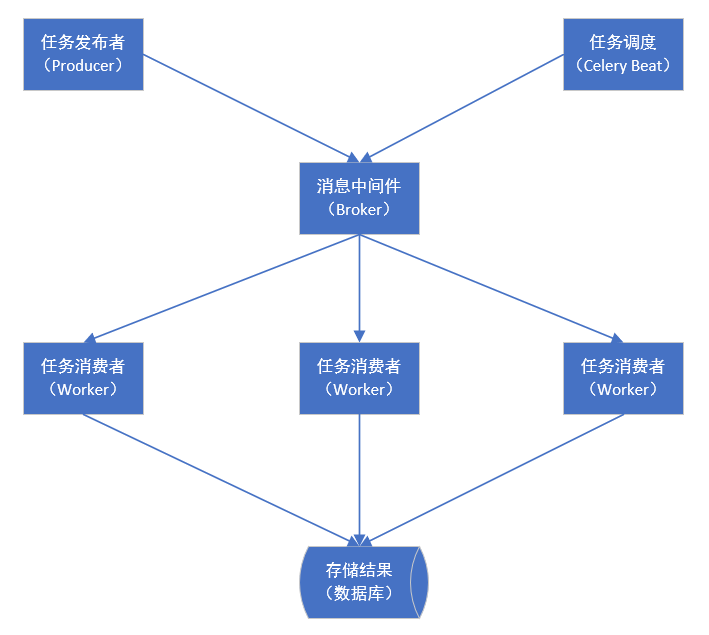 任务发布者
（Producer）
任务调度
（Celery Beat）
消息中间件
（Broker）
任务消费者
（Worker）
任务消费者
（Worker）
任务消费者
（Worker）
存储结果
（数据库）